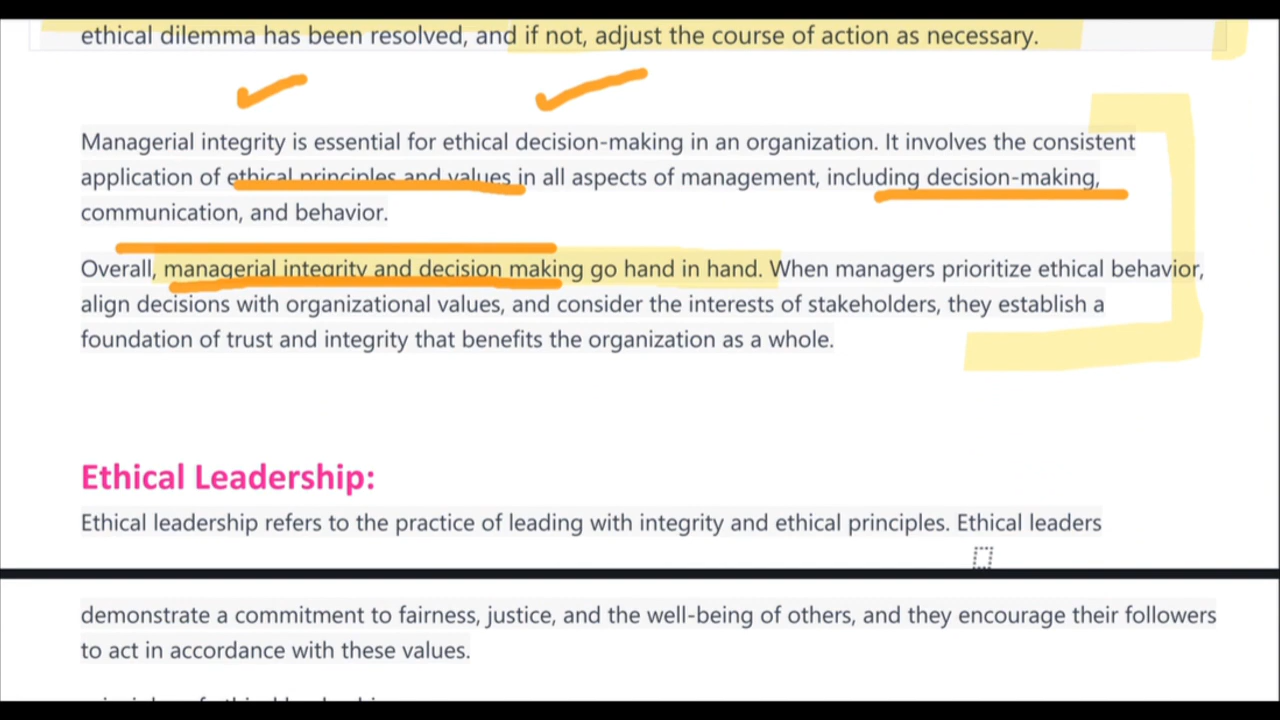 ethical dilemma has been resolved, and if not, adjust the course of action as necessary.
Managerial integrity is essential for ethical decision-making in an organization. It involves the consistent
application of ethical principles and values in all aspects of management, including decision-making,
communication, and behavior.
Overall, managerial integrity and decision making go hand in hand. When managers prioritize ethical behavior,
align decisions with organizational values, and consider the interests of stakeholders, they establish a
foundation of trust and integrity that benefits the organization as a whole.
Ethical Leadership:
Ethical leadership refers to the practice of leading with integrity and ethical principles. Ethical leaders
demonstrate a commitment to fairness, justice, and the well-being of others, and they encourage their followers
to act in accordance with these values.